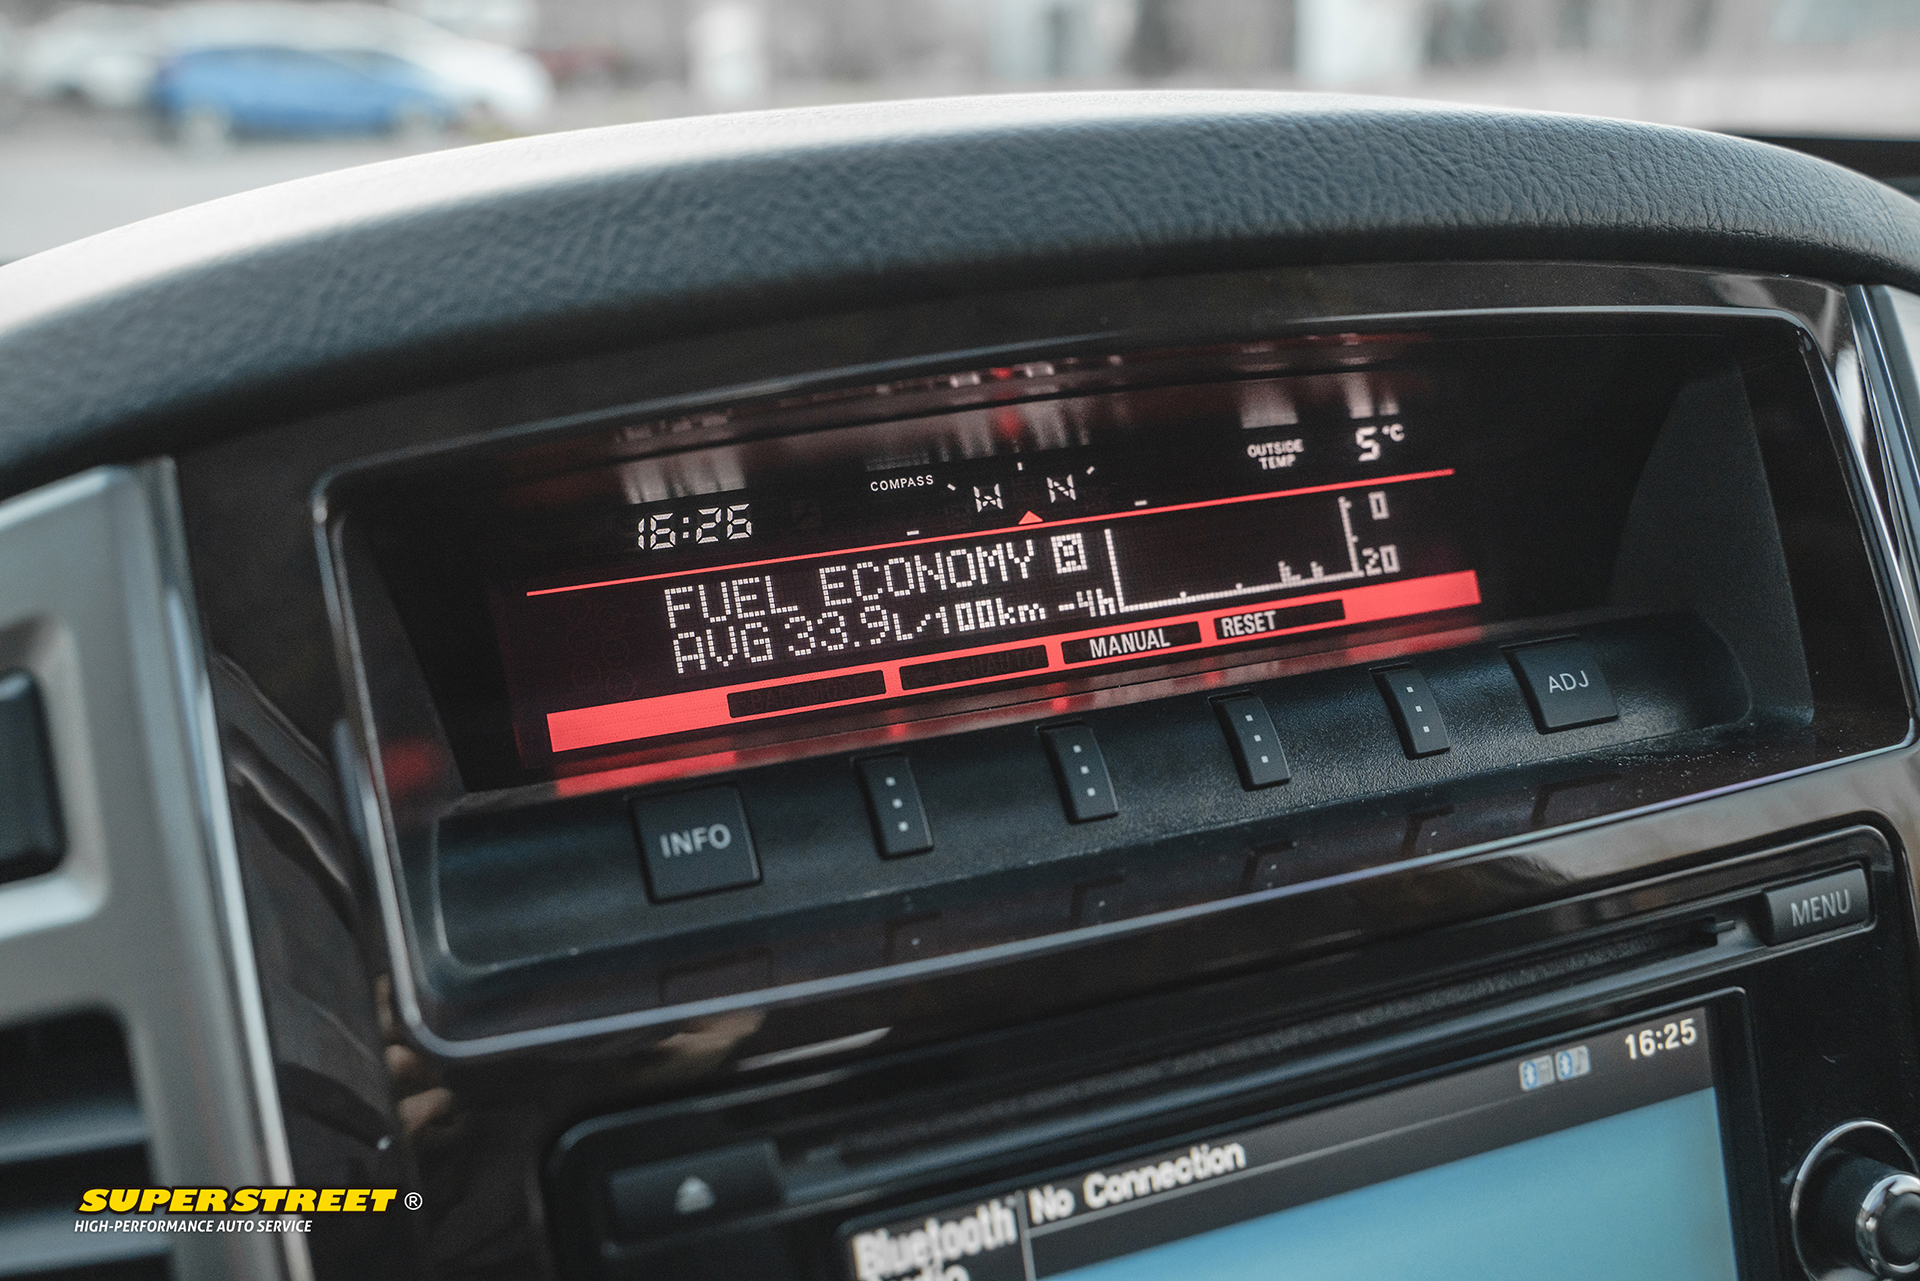 OUTSIDE
TEMP
5°C
COMPASS
W N
16:26
FUEL ECONOMY
AVG 33.9L/100km
-4h
0
20
MANUAL
RESET
ADJ
INFO
MENU
16:25
No Connection
Bluetooth
SUPER STREET ®
HIGH-PERFORMANCE AUTO SERVICE